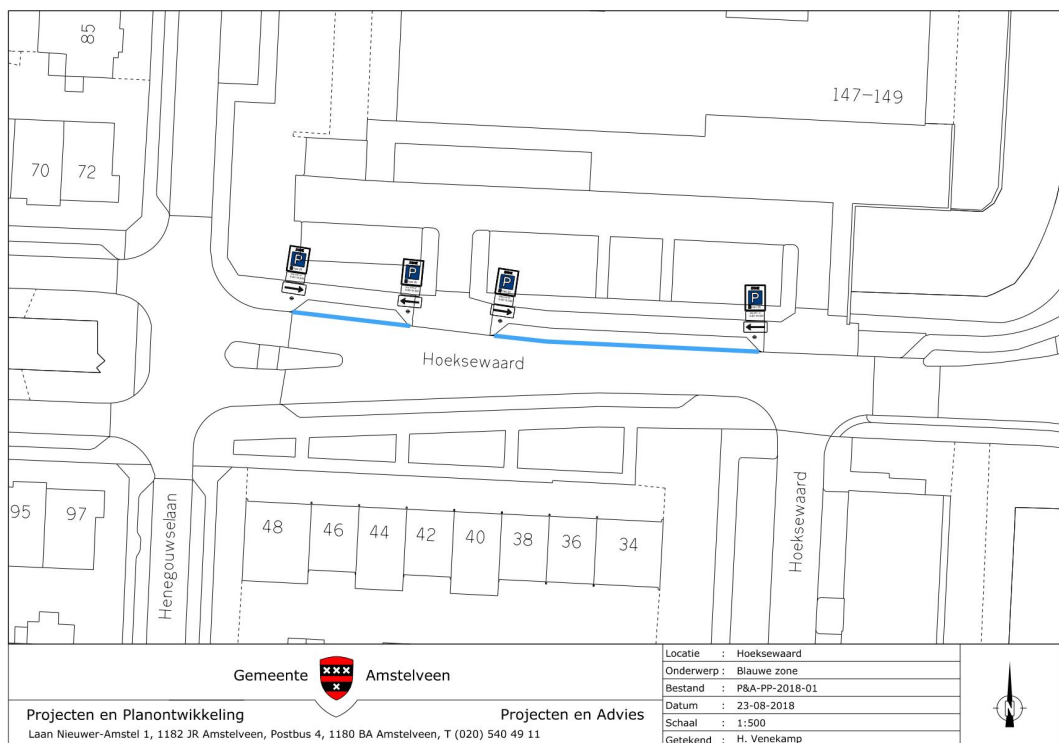 85
147-149
70
72
P
P
P
P
Hoeksewaard
95
97
48
46
44
42
40
38
36
34
Henegouwselaan
Hoeksewaard
Gemeente Amstelveen
Projecten en Planontwikkeling
Projecten en Advies
Laan Nieuwer-Amstel 1, 1182 JR Amstelveen, Postbus 4, 1180 BA Amstelveen, T (020) 540 49 11
Locatie : Hoeksewaard
Onderwerp : Blauwe zone
Bestand : P&A-PP-2018-01
Datum : 23-08-2018
Schaal : 1:500
Getekend : H. Venekamp
N